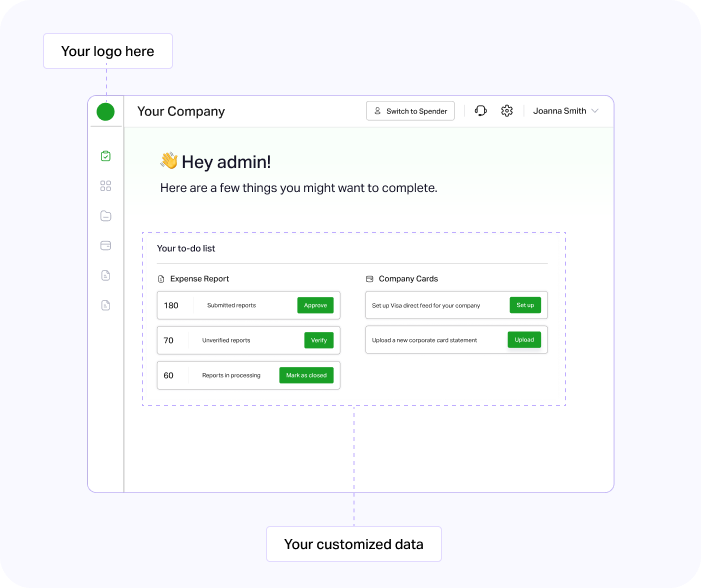 Your logo here
Your Company
Switch to Spender
Joanna Smith
👋 Hey admin!
Here are a few things you might want to complete.
Your to-do list
Expense Report
180 Submitted reports Approve
70 Unverified reports Verify
60 Reports in processing Mark as closed
Company Cards
Set up Visa direct feed for your company Set up
Upload a new corporate card statement Upload
Your customized data